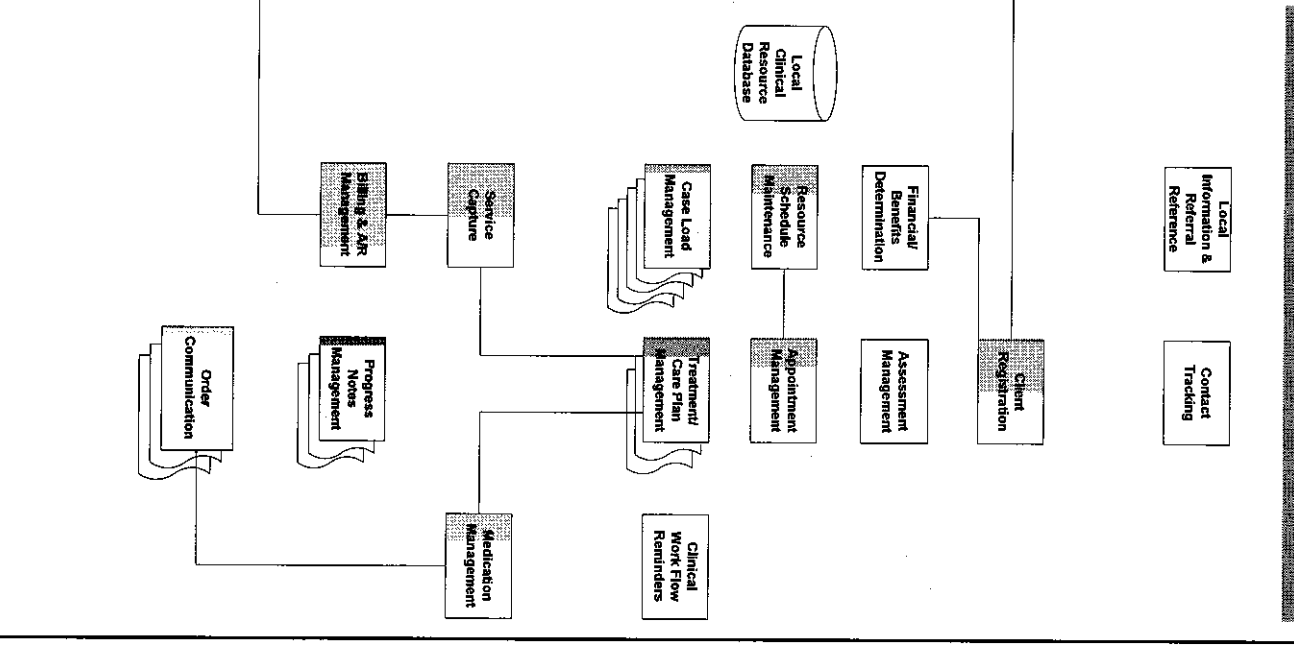 Local
Information &
Referral
Reference
Contact
Tracking
Client
Registration
Financial/
Benefits
Determination
Assessment
Management
Local
Clinical
Resource
Database
Resource
Schedule
Maintenance
Appointment
Management
Case Load
Management
Treatment/
Care Plan
Management
Clinical
Work Flow
Reminders
Service
Capture
Medication
Management
Billing & A/R
Management
Progress
Notes
Management
Order
Communication